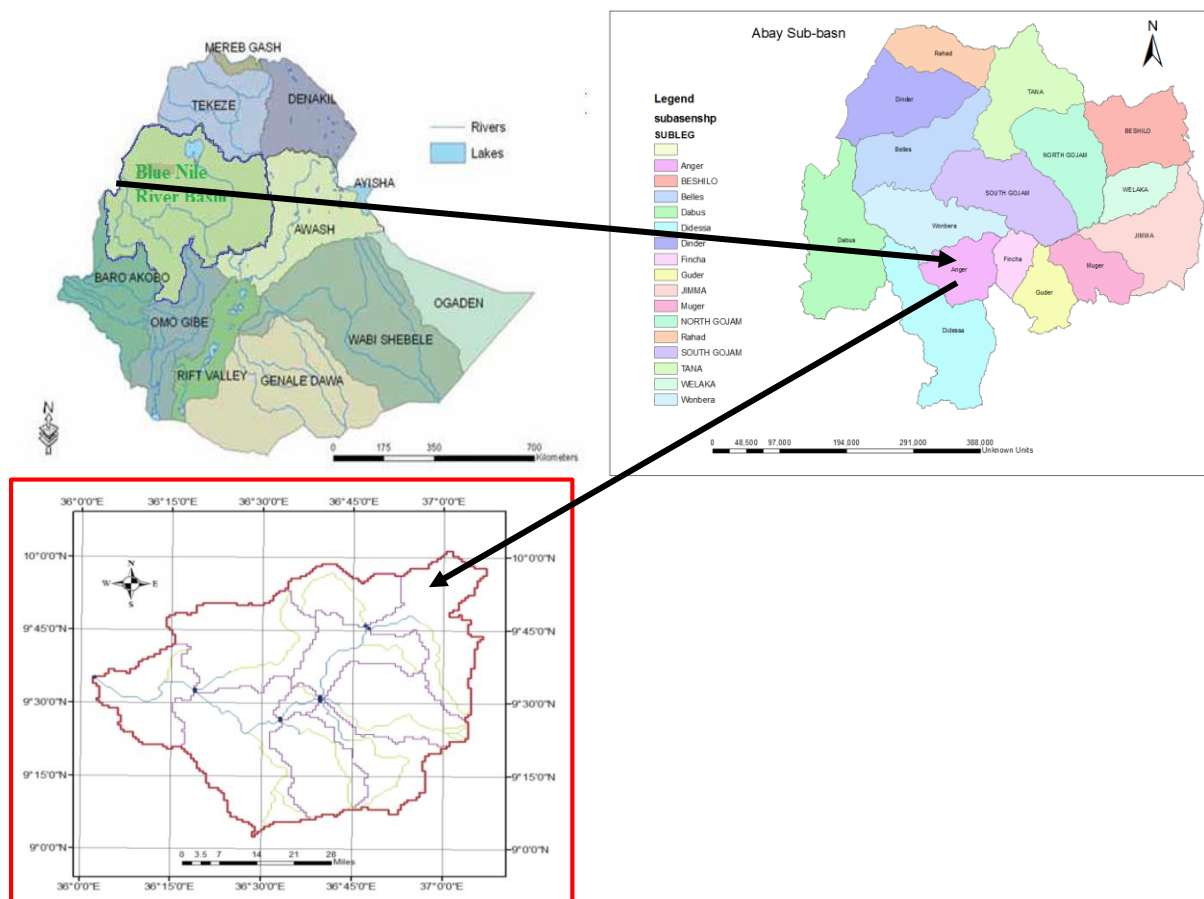 MEREB GASH
TEKEZE
DENAKIL
Rivers
Lakes
Blue Nile
River Basin
AYISHA
AWASH
BARO AKOBO
OGADEN
OMO GIBE
WABI SHEBELE
RIFT VALLEY
GENALE DAWA
N
0 175 350 700
Kilometers
Abay Sub-basn
N
Legend
subasenshp
SUBLEG
Anger
BESHILO
Belles
Dabus
Didessa
Dinder
Fincha
Guder
JIMMA
Muger
NORTH GOJAM
Rahad
SOUTH GOJAM
TANA
WELAKA
Wonbera
Rahad
Dinder
TANA
BESHILO
Belles
NORTH GOJAM
WELAKA
SOUTH GOJAM
Wonbera
JIMMA
Dabus
Anger
Fincha
Muger
Guder
Didessa
0 48,500 97,000 194,000 291,000 388,000
Unknown Units
36°0'0"E 36°15'0"E 36°30'0"E 36°45'0"E 37°0'0"E
10°0'0"N 10°0'0"N
N
W E
S
9°45'0"N 9°45'0"N
9°30'0"N 9°30'0"N
9°15'0"N 9°15'0"N
9°0'0"N 9°0'0"N
0 3.5 7 14 21 28
Miles
36°0'0"E 36°15'0"E 36°30'0"E 36°45'0"E 37°0'0"E